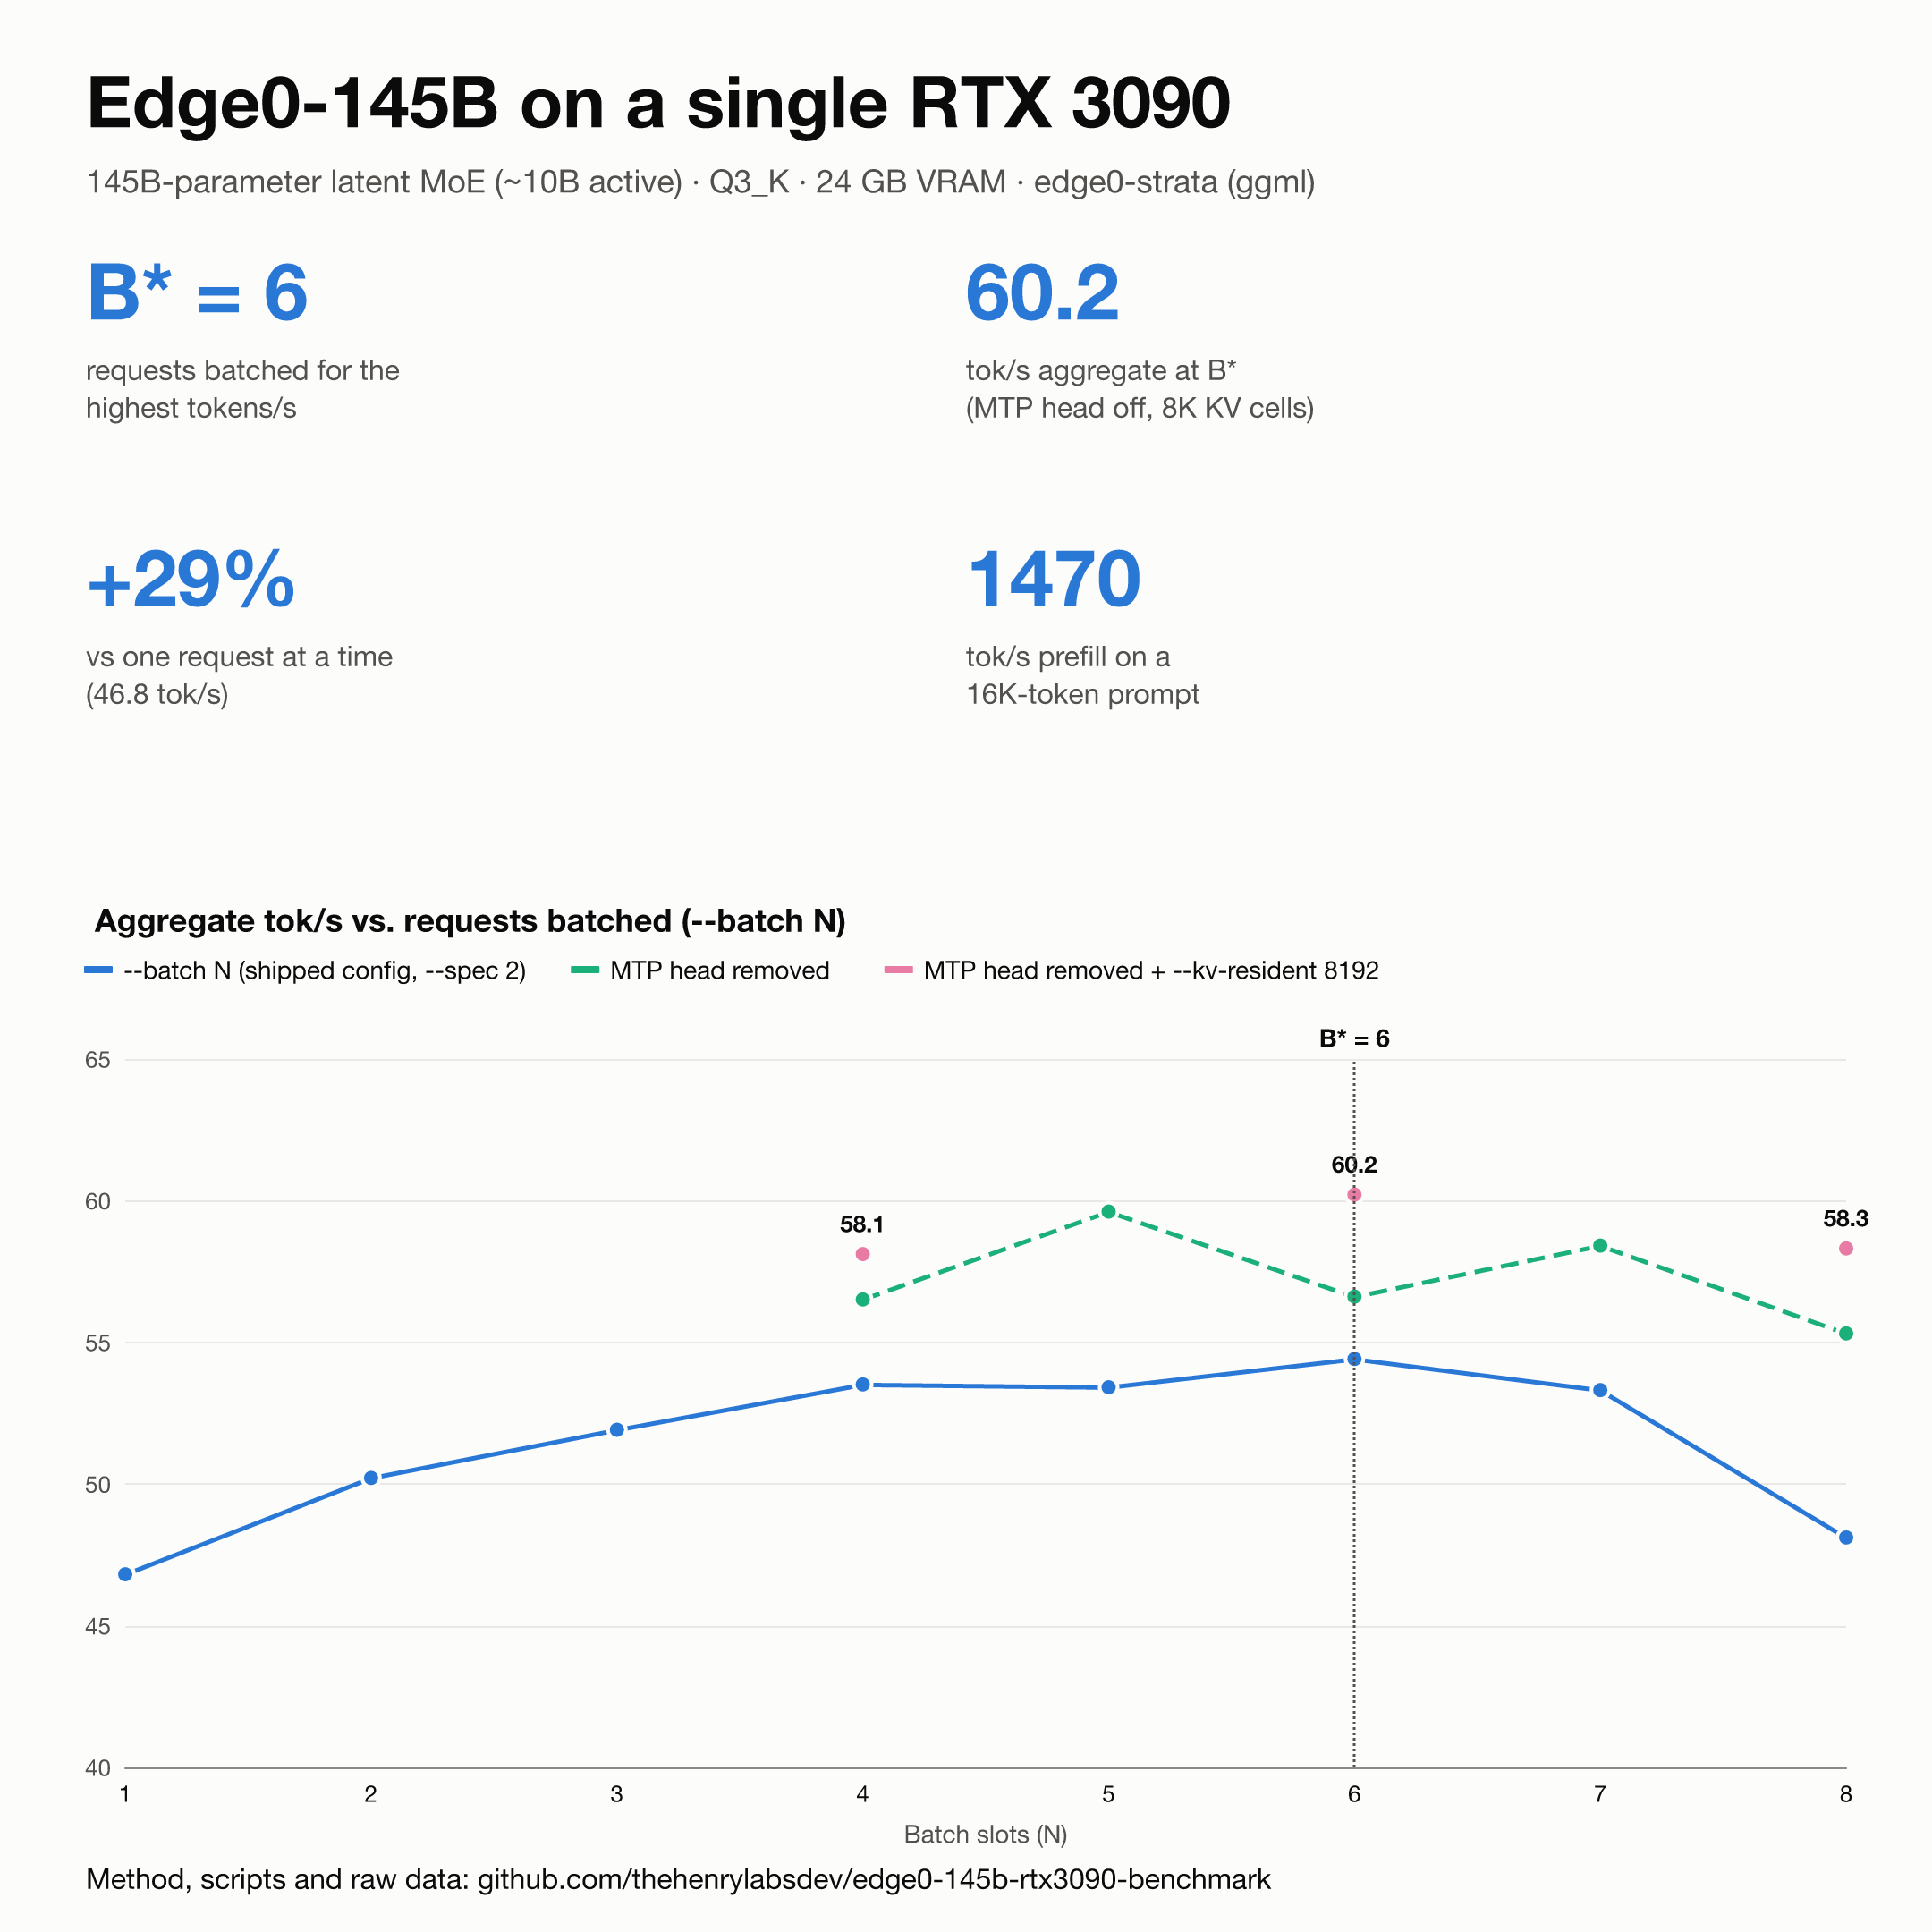 Edge0-145B on a single RTX 3090
145B-parameter latent MoE (~10B active) · Q3_K · 24 GB VRAM · edge0-strata (ggml)
B* = 6
requests batched for the
highest tokens/s
60.2
tok/s aggregate at B*
(MTP head off, 8K KV cells)
+29%
vs one request at a time
(46.8 tok/s)
1470
tok/s prefill on a
16K-token prompt
Aggregate tok/s vs. requests batched (--batch N)
--batch N (shipped config, --spec 2)
MTP head removed
MTP head removed + --kv-resident 8192
B* = 6
65
60.2
60
58.1
58.3
55
50
45
40
1 2 3 4 5 6 7 8
Batch slots (N)
Method, scripts and raw data: github.com/thehenrylabsdev/edge0-145b-rtx3090-benchmark